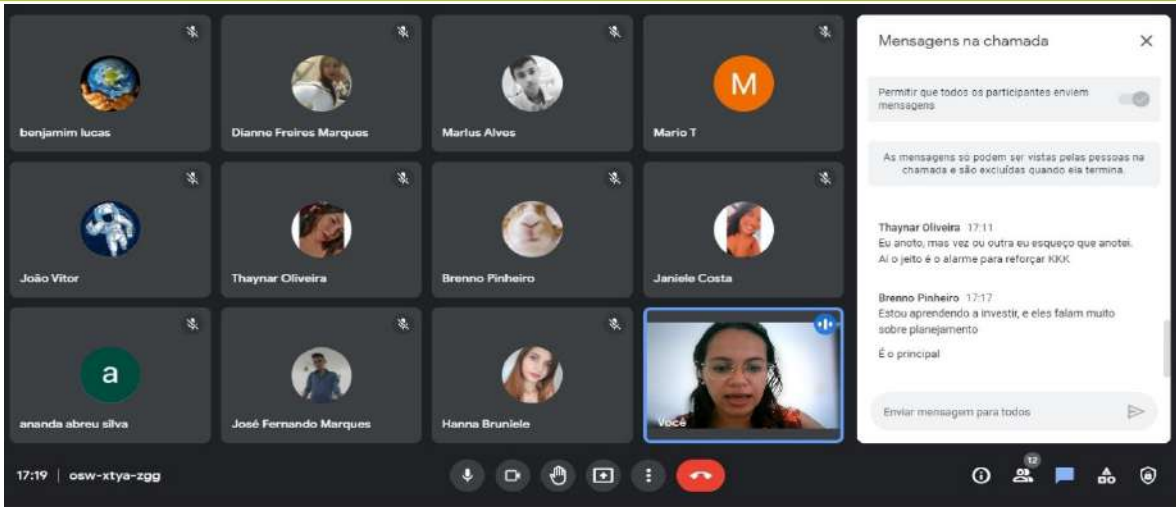 Mensagens na chamada
Permitir que todos os participantes enviem
mensagens
As mensagens só podem ser vistas pelas pessoas na
chamada e são excluídas quando ela termina.
Thaynar Oliveira 17:11
Eu anoto, mas vez ou outra eu esqueço que anotei.
Aí o jeito é o alarme para reforçar KKK
Brenno Pinheiro 17:17
Estou aprendendo a investir, e eles falam muito
sobre planejamento
É o principal
Enviar mensagem para todos
benjamim lucas
Dianne Freires Marques
Marlus Alves
M
Mario T
João Vitor
Thaynar Oliveira
Brenno Pinheiro
Janiele Costa
a
ananda abreu silva
José Fernando Marques
Hanna Bruniele
Você
17:19 | osw-xtya-zgg
12